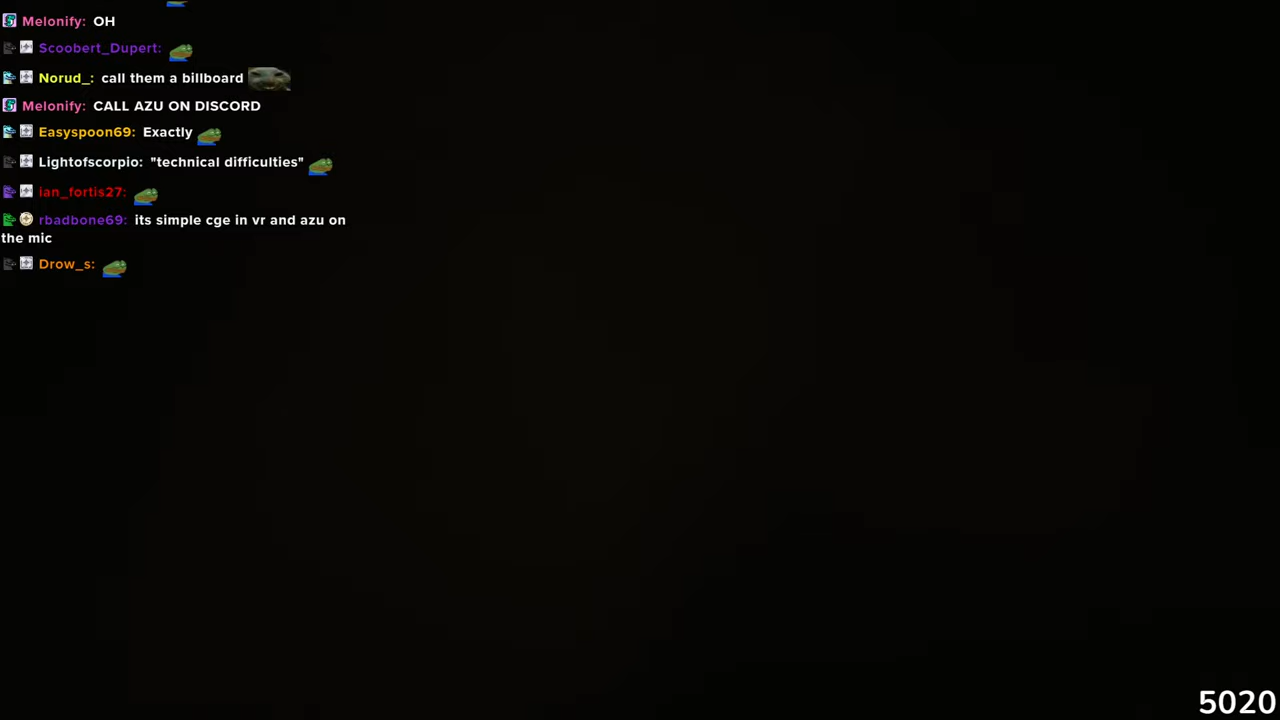 Melonify: OH
Scoobert_Dupert:
Norud_: call them a billboard
Melonify: CALL AZU ON DISCORD
Easyspoon69: Exactly
Lightofscorpio: "technical difficulties"
ian_fortis27:
rbadbone69: its simple cge in vr and azu on
the mic
Drow_s:
5020